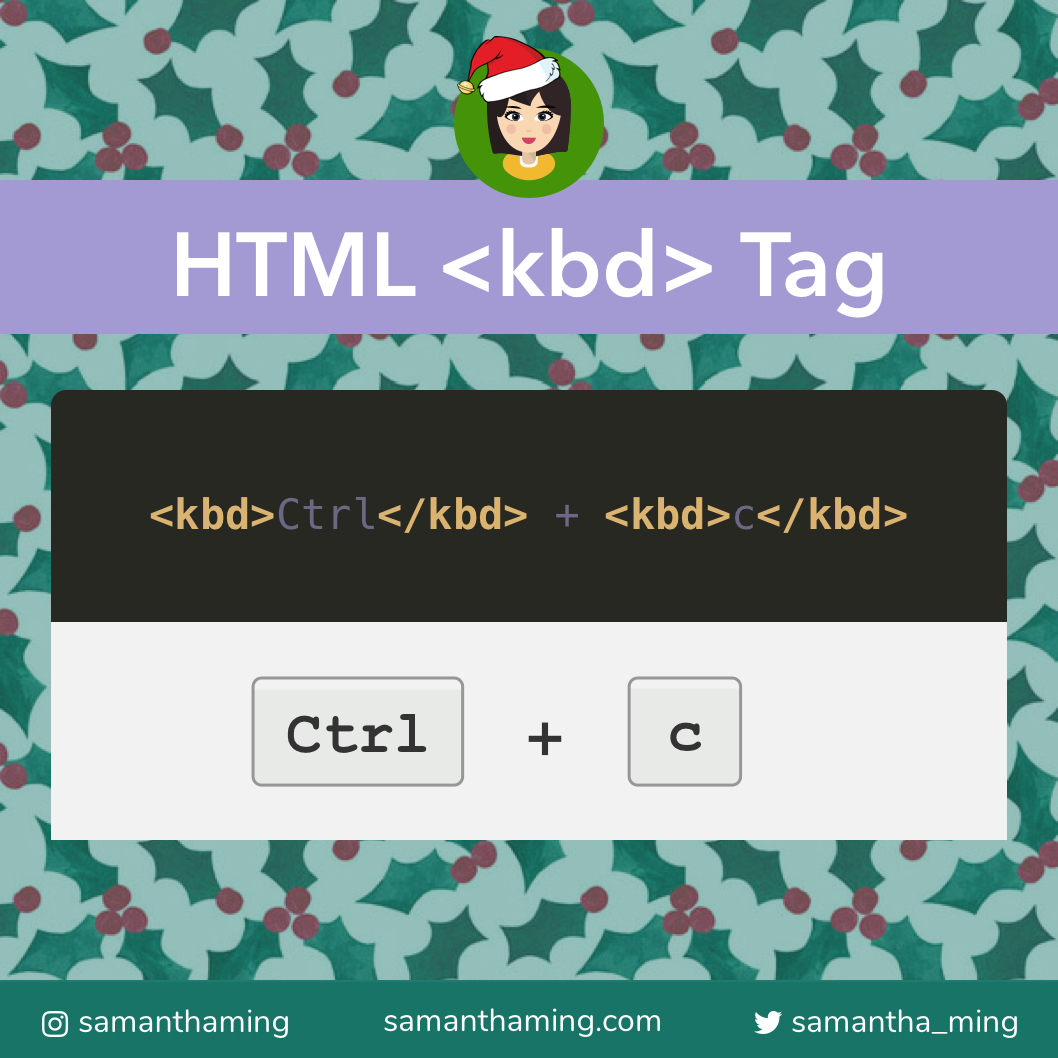 HTML <kbd> Tag
<kbd>Ctrl</kbd> + <kbd>c</kbd>
Ctrl + c
samanthaming samanthaming.com samantha_ming